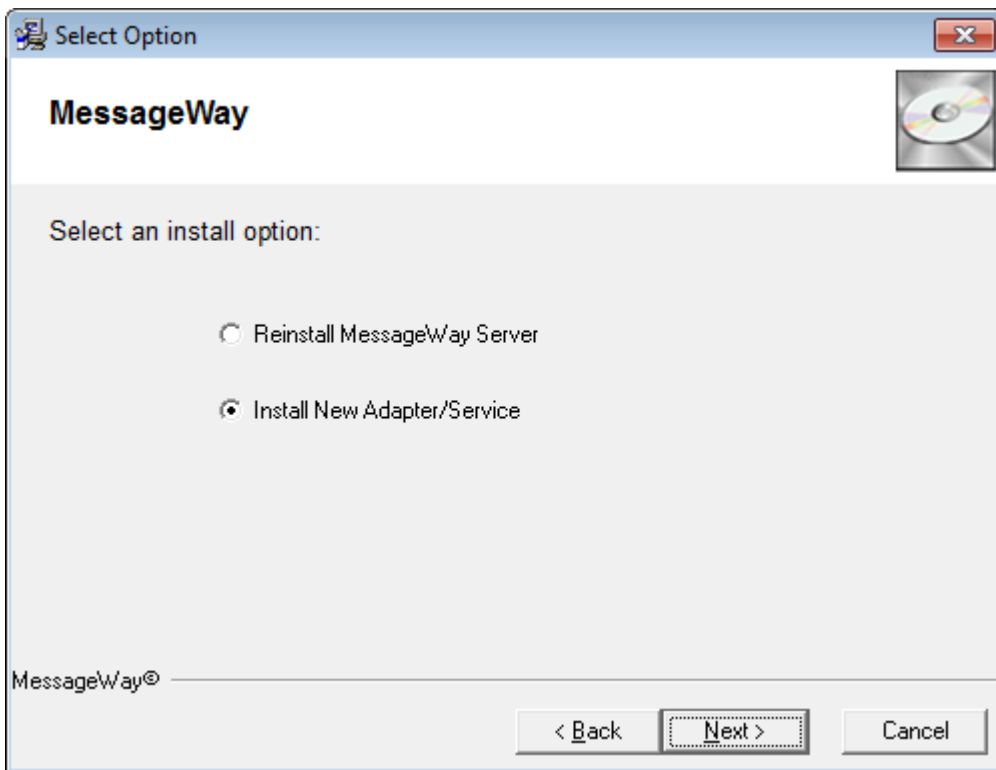 Select Option
MessageWay
Select an install option:
Reinstall MessageWay Server
Install New Adapter/Service
MessageWay©
< Back Next > Cancel